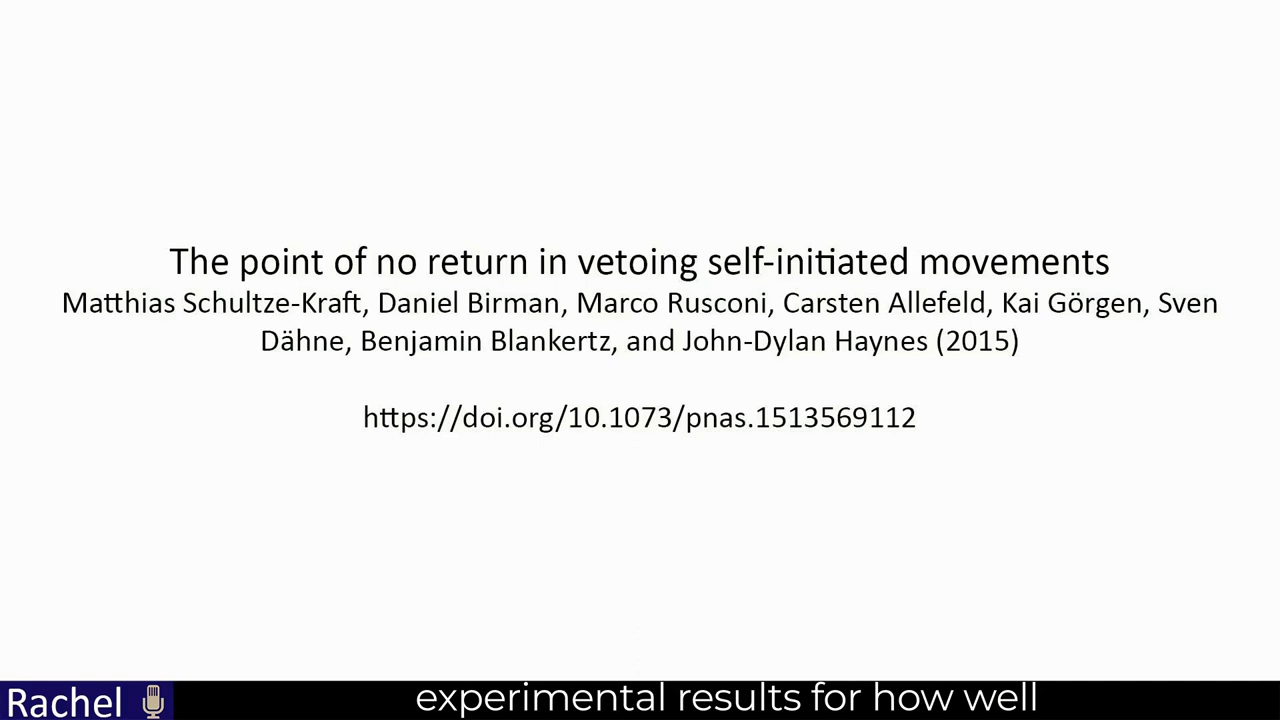 The point of no return in vetoing self-initiated movements
Matthias Schultze-Kraft, Daniel Birman, Marco Rusconi, Carsten Allefeld, Kai Görgen, Sven
Dähne, Benjamin Blankertz, and John-Dylan Haynes (2015)
https://doi.org/10.1073/pnas.1513569112
Rachel
experimental results for how well